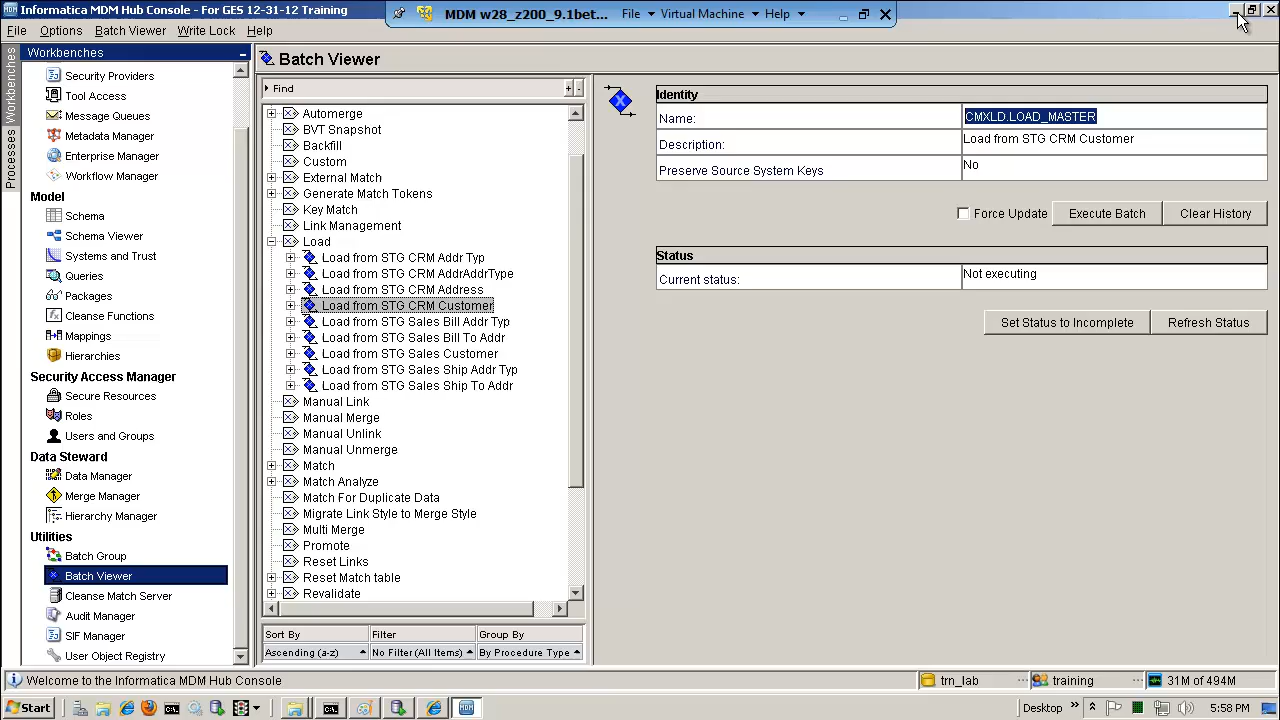 Informatica MDM Hub Console - For GES 12-31-12 Training
MDM w28_z200_9.1bet... File Virtual Machine Help
File Options Batch Viewer Write Lock Help
Workbenches
Processes
Workbenches
Security Providers
Tool Access
Message Queues
Metadata Manager
Enterprise Manager
Workflow Manager
Model
Schema
Schema Viewer
Systems and Trust
Queries
Packages
Cleanse Functions
Mappings
Hierarchies
Security Access Manager
Secure Resources
Roles
Users and Groups
Data Steward
Data Manager
Merge Manager
Hierarchy Manager
Utilities
Batch Group
Batch Viewer
Cleanse Match Server
Audit Manager
SIF Manager
User Object Registry
Batch Viewer
Find
Automerge
BVT Snapshot
Backfill
Custom
External Match
Generate Match Tokens
Key Match
Link Management
Load
Load from STG CRM Addr Typ
Load from STG CRM AddrAddrType
Load from STG CRM Address
Load from STG CRM Customer
Load from STG Sales Bill Addr Typ
Load from STG Sales Bill To Addr
Load from STG Sales Customer
Load from STG Sales Ship Addr Typ
Load from STG Sales Ship To Addr
Manual Link
Manual Merge
Manual Unlink
Manual Unmerge
Match
Match Analyze
Match For Duplicate Data
Migrate Link Style to Merge Style
Multi Merge
Promote
Reset Links
Reset Match table
Revalidate
Sort By Filter Group By
Ascending (a-z) No Filter (All Items) By Procedure Type
Identity
Name: CMXLD.LOAD_MASTER
Description: Load from STG CRM Customer
Preserve Source System Keys No
Force Update Execute Batch Clear History
Status
Current status: Not executing
Set Status to Incomplete Refresh Status
Welcome to the Informatica MDM Hub Console trn_lab training 31M of 494M
Start Desktop 5:58 PM